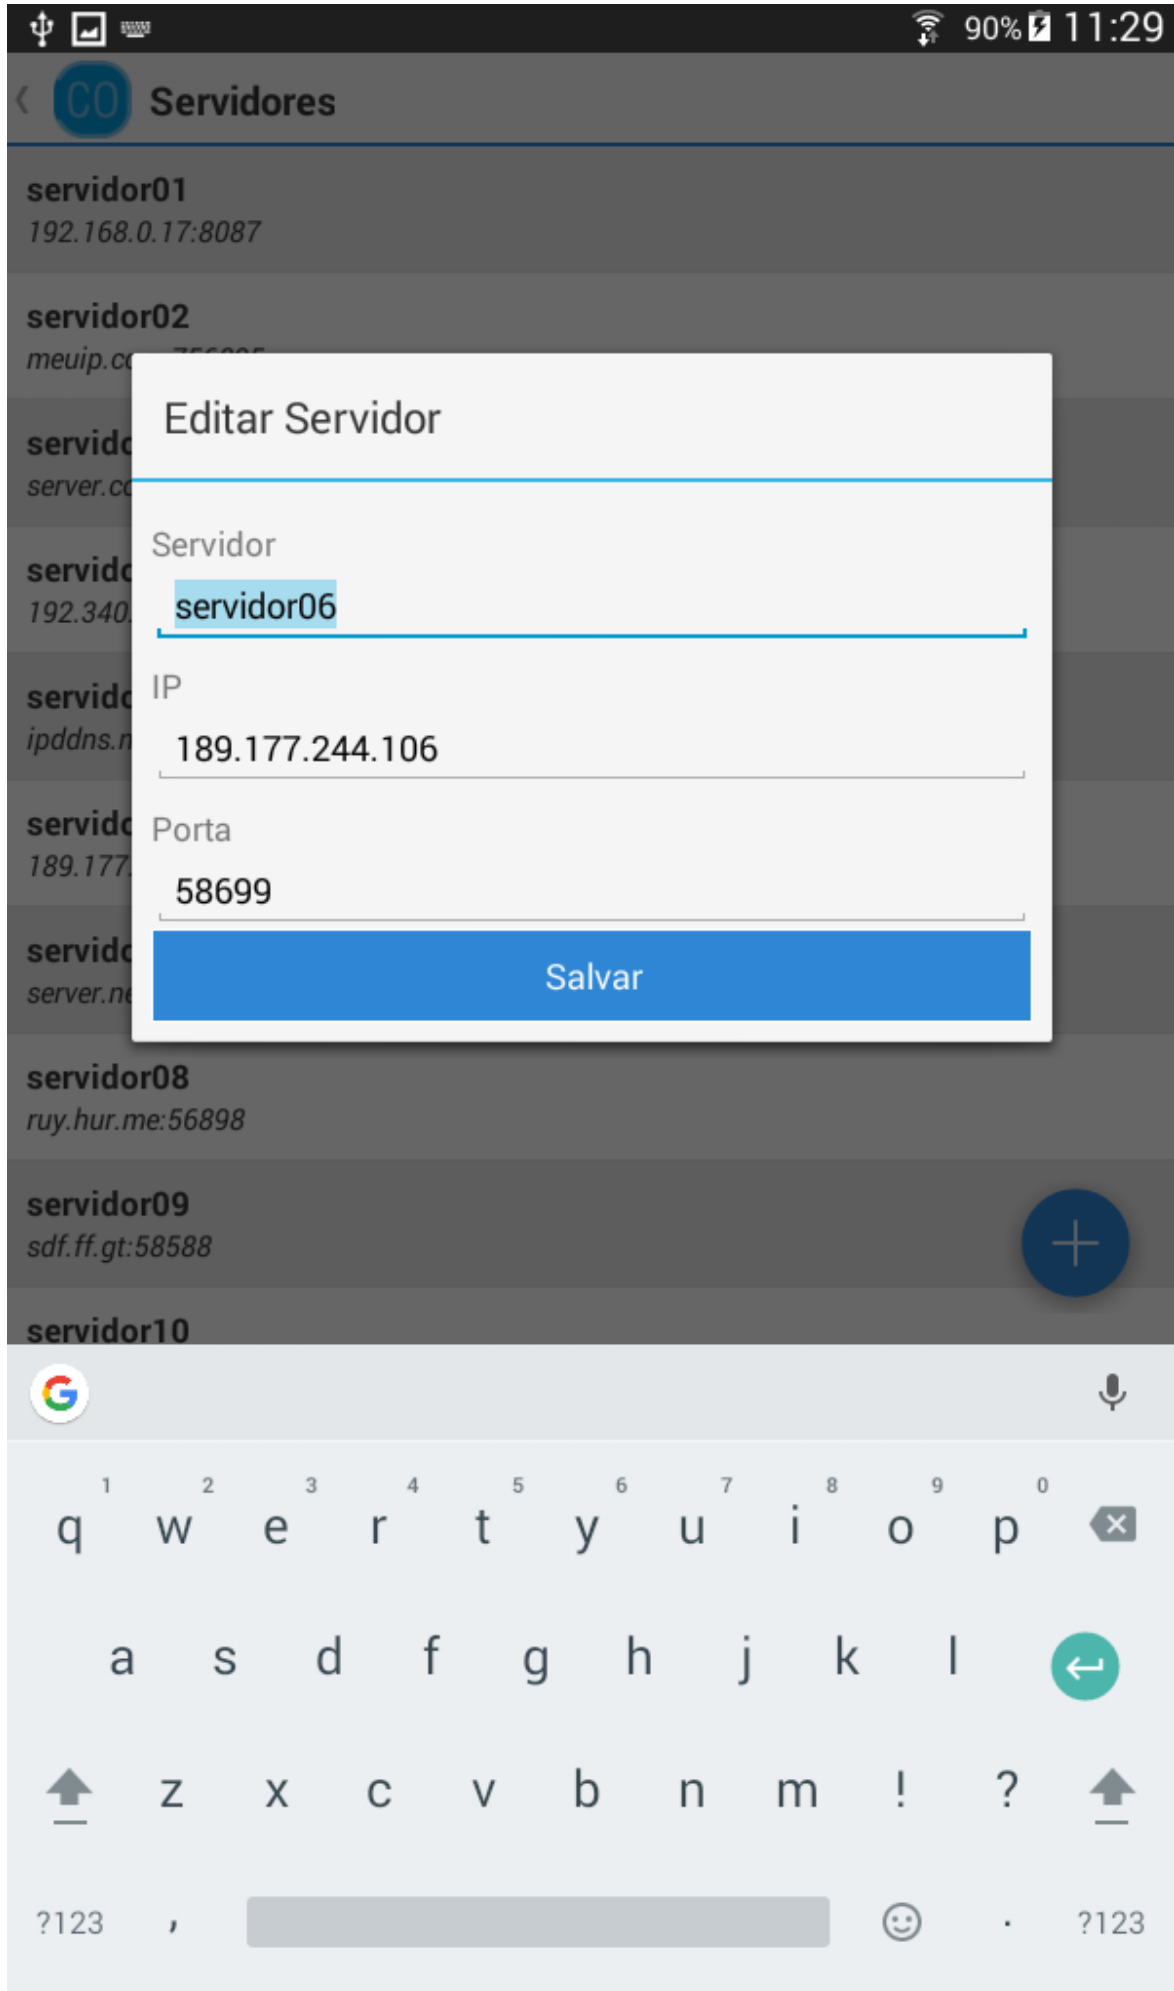 90% 11:29
CO Servidores
servidor01
192.168.0.17:8087
servidor02
Editar Servidor
Servidor
servidor06
IP
189.177.244.106
Porta
58699
Salvar
servidor08
ruy.hur.me:56898
servidor09
sdf.ff.gt:58588
servidor10
G
1 2 3 4 5 6 7 8 9 0
q w e r t y u i o p
a s d f g h j k l
z x c v b n m ! ?
?123 , . ?123